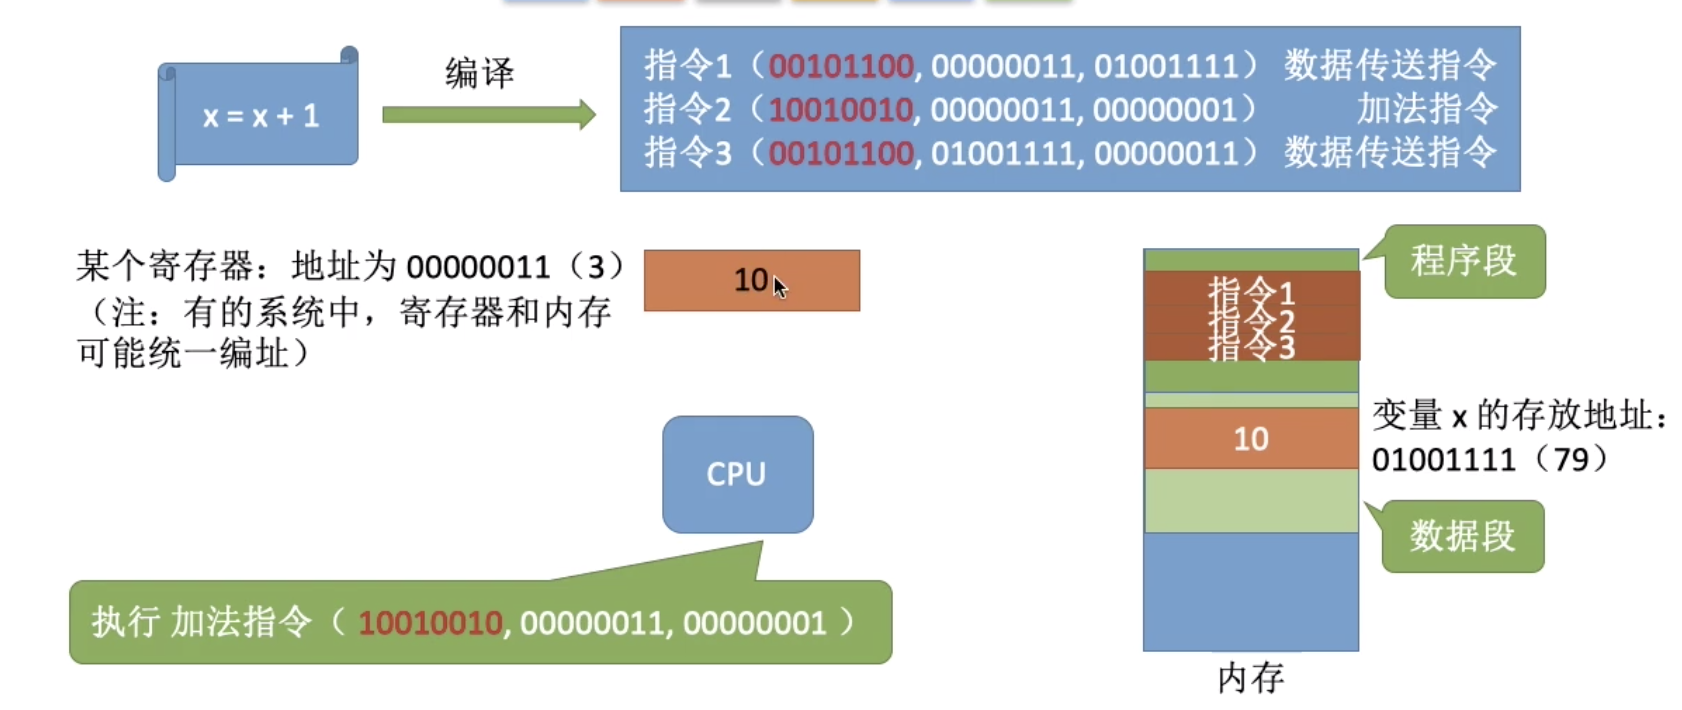 x = x + 1
编译
指令1（00101100, 00000011, 01001111） 数据传送指令
指令2（10010010, 00000011, 00000001） 加法指令
指令3（00101100, 01001111, 00000011） 数据传送指令
某个寄存器：地址为 00000011（3）
（注：有的系统中，寄存器和内存
可能统一编址）
10
CPU
执行 加法指令（ 10010010, 00000011, 00000001 ）
程序段
指令1
指令2
指令3
10
变量 x 的存放地址：
01001111（79）
数据段
内存